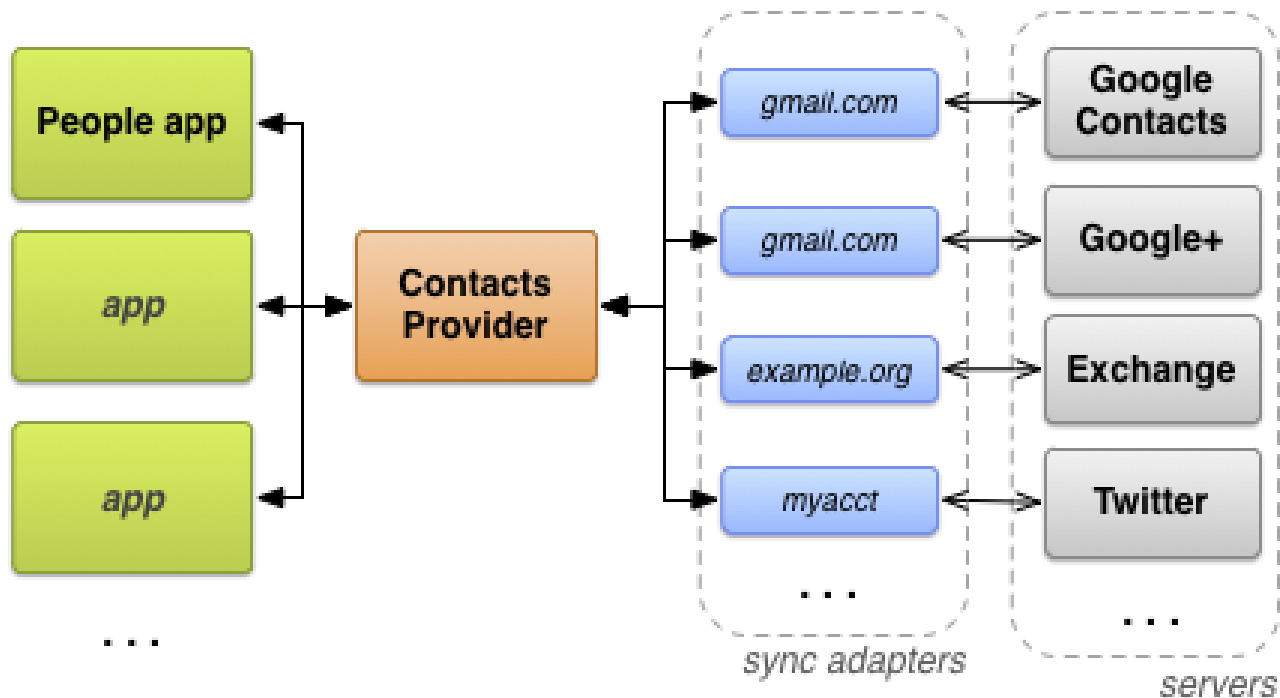 People app
app
app
...
Contacts
Provider
gmail.com
gmail.com
example.org
myacct
...
sync adapters
Google
Contacts
Google+
Exchange
Twitter
...
servers